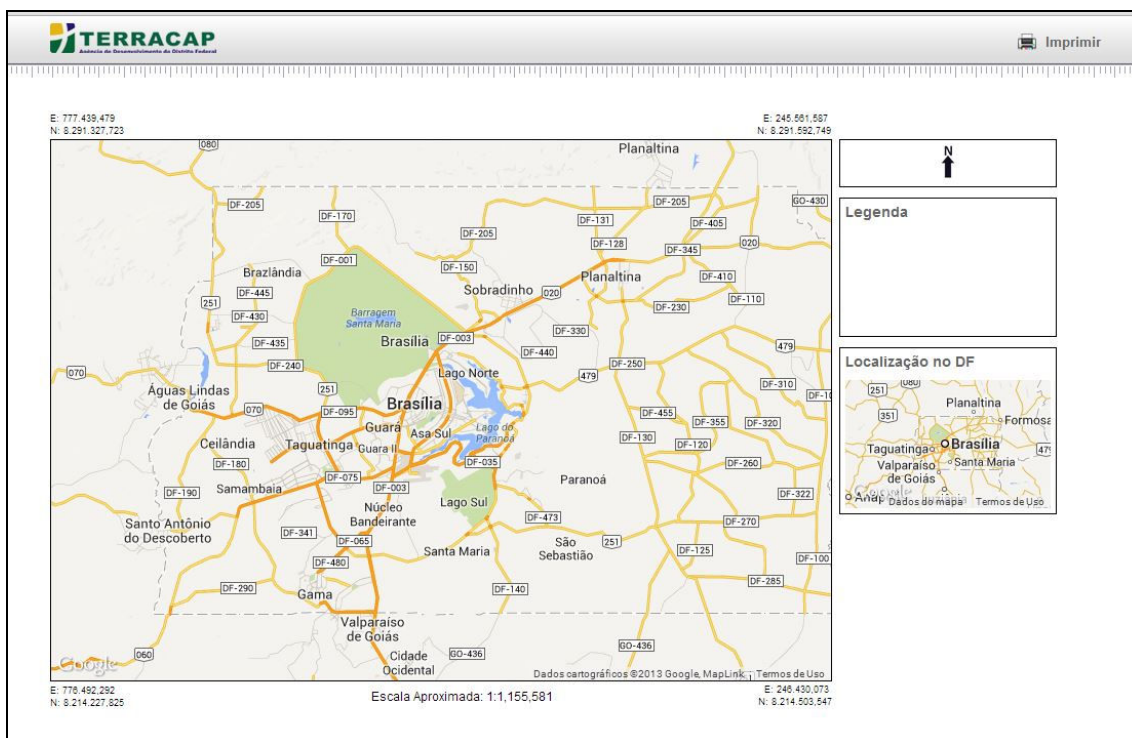 TERRACAP
Agência de Desenvolvimento do Distrito Federal
Imprimir
E: 777.439,479
N: 8.291.327,723
E: 245.561,587
N: 8.291.592,749
080
Planaltina
N
DF-205
DF-170
DF-205
DF-131
DF-205
DF-405
GO-430
Legenda
DF-128
DF-345
020
DF-001
DF-150
Brazlândia
Sobradinho
Planaltina
DF-410
DF-445
020
DF-110
251
DF-230
DF-430
Barragem
Santa Maria
DF-330
DF-435
Brasília
DF-003
DF-440
479
Localização no DF
DF-240
DF-250
070
Lago Norte
479
251
DF-310
Águas Lindas
de Goiás
DF-10
070
DF-095
Brasília
DF-455
DF-355
DF-320
Guará
Asa Sul
Lago do
Paranoá
DF-130
DF-120
Ceilândia
Taguatinga
Guara II
DF-180
DF-035
DF-260
DF-075
Samambaia
DF-003
Paranoá
DF-190
Lago Sul
DF-322
Núcleo
Bandeirante
Santo Antônio
do Descoberto
DF-473
DF-270
DF-341
DF-065
São
Sebastião
251
Santa Maria
DF-125
DF-100
DF-480
DF-290
DF-140
DF-285
Gama
Valparaíso
de Goiás
060
GO-436
GO-436
Cidade
Ocidental
Google
Dados cartográficos ©2013 Google, MapLink
Termos de Uso
251
080
Planaltina
351
Formosa
Brasília
Taguatinga
479
Valparaíso
de Goiás
Santa Maria
Google
Dados do mapa
Termos de Uso
E: 776.492,292
N: 8.214.227,825
Escala Aproximada: 1:1,155,581
E: 246.430,073
N: 8.214.503,547